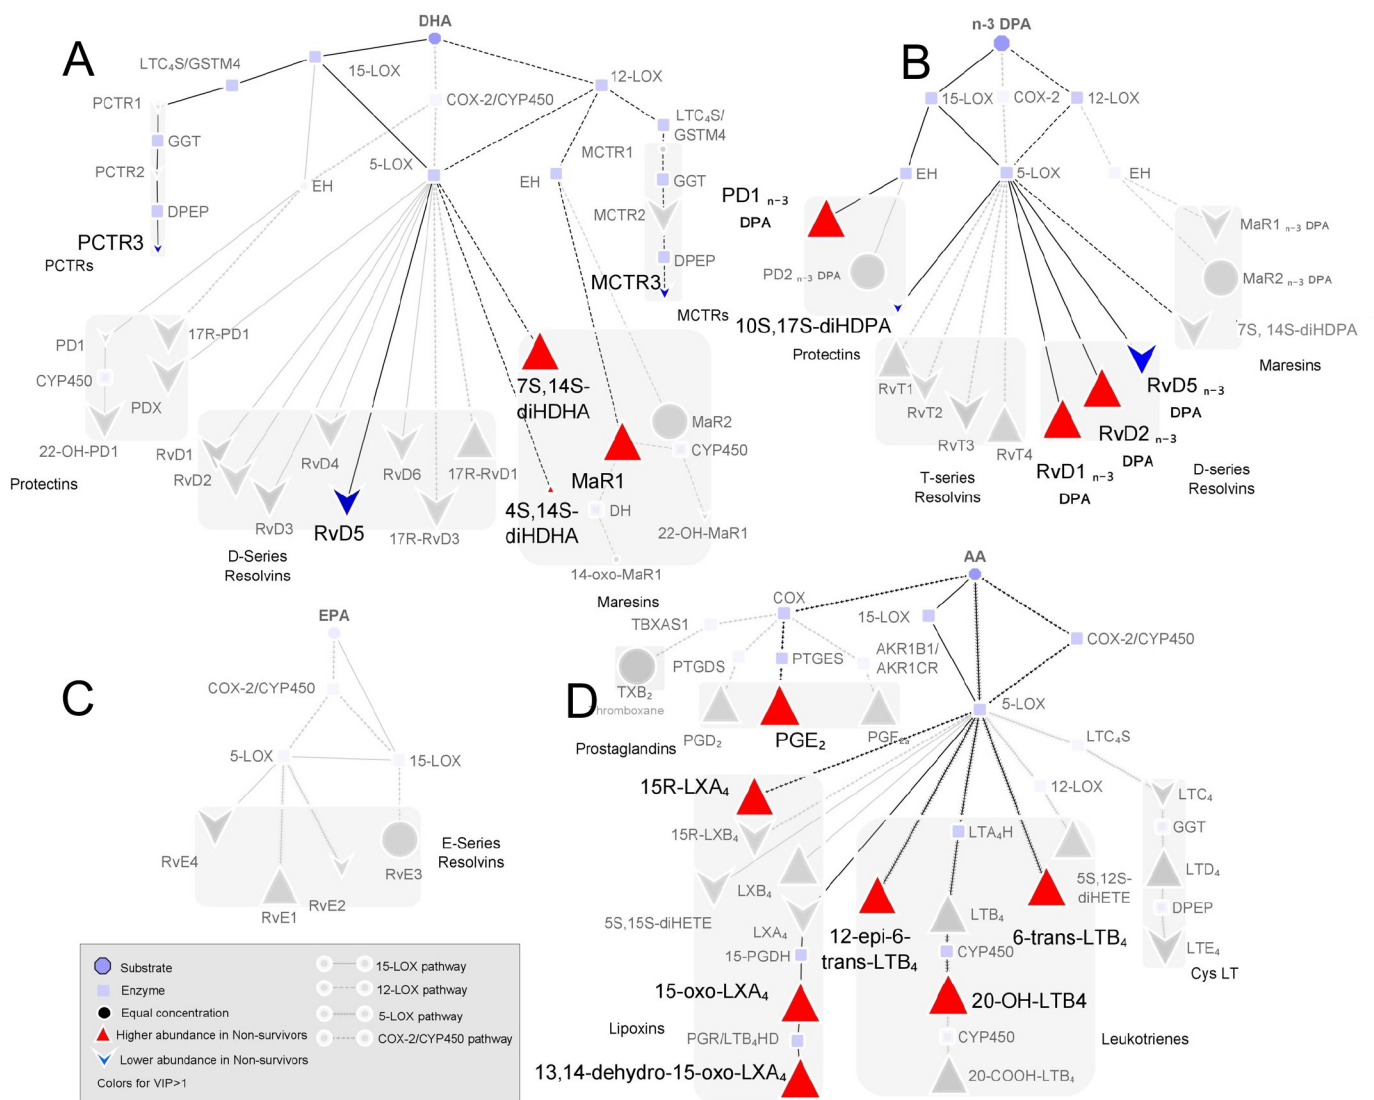 A
DHA
LTC₄S/GSTM4
15-LOX
12-LOX
PCTR1
COX-2/CYP450
LTC₄S/
GSTM4
GGT
MCTR1
PCTR2
5-LOX
EH
EH
GGT
DPEP
MCTR2
PCTR3
PCTRs
DPEP
MCTR3
MCTRs
17R-PD1
PD1
CYP450
PDX
22-OH-PD1
Protectins
7S,14S-
diHDHA
MaR2
CYP450
RvD1
RvD2
RvD4
RvD6
17R-RvD1
MaR1
RvD3
RvD5
17R-RvD3
4S,14S-
diHDHA
DH
22-OH-MaR1
D-Series
Resolvins
14-oxo-MaR1
Maresins
B
n-3 DPA
15-LOX
COX-2
12-LOX
EH
5-LOX
EH
PD1 n−3
DPA
MaR1 n−3 DPA
PD2 n−3 DPA
MaR2 n−3 DPA
10S,17S-diHDPA
7S, 14S-diHDPA
Protectins
Maresins
RvT1
RvT2
RvT3
RvT4
RvD5 n−3
DPA
RvD2 n−3
DPA
RvD1 n−3
DPA
T-series
Resolvins
D-series
Resolvins
C
EPA
COX-2/CYP450
5-LOX
15-LOX
RvE4
E-Series
Resolvins
RvE3
RvE2
RvE1
D
AA
COX
15-LOX
TBXAS1
COX-2/CYP450
PTGDS
PTGES
AKR1B1/
AKR1CR
TXB₂
Thromboxane
5-LOX
PGD₂
PGE₂
PGF₂ₐ
Prostaglandins
LTC₄S
15R-LXA₄
12-LOX
LTC₄
15R-LXB₄
LTA₄H
GGT
LXB₄
5S,12S-
diHETE
LTD₄
5S,15S-diHETE
LTB₄
DPEP
LXA₄
12-epi-6-
trans-LTB₄
6-trans-LTB₄
15-PGDH
CYP450
LTE₄
Cys LT
15-oxo-LXA₄
20-OH-LTB4
Lipoxins
PGR/LTB₄HD
CYP450
Leukotrienes
13,14-dehydro-15-oxo-LXA₄
20-COOH-LTB₄
Substrate
Enzyme
Equal concentration
Higher abundance in Non-survivors
Lower abundance in Non-survivors
Colors for VIP>1
15-LOX pathway
12-LOX pathway
5-LOX pathway
COX-2/CYP450 pathway